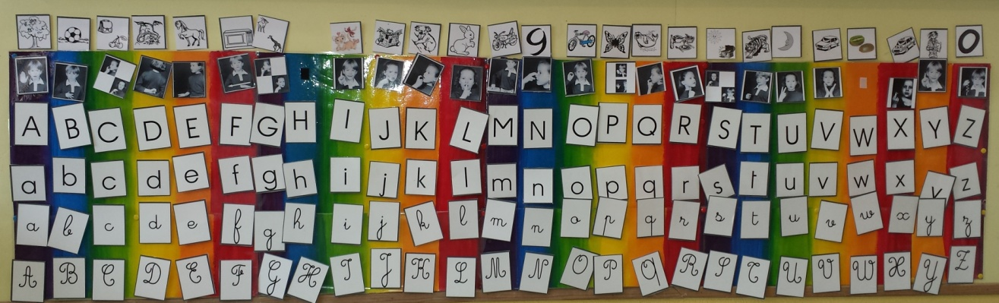 9 0
A B C D E F G H I J K L M N O P Q R S T U V W X Y Z
a b c d e f g h i j k l m n o p q r s t u v w x y z
a b c d e f g h i j k l m n o p q r s t u v w x y z
A B C D E F G H I J K L M N O P Q R S T U V W X Y Z